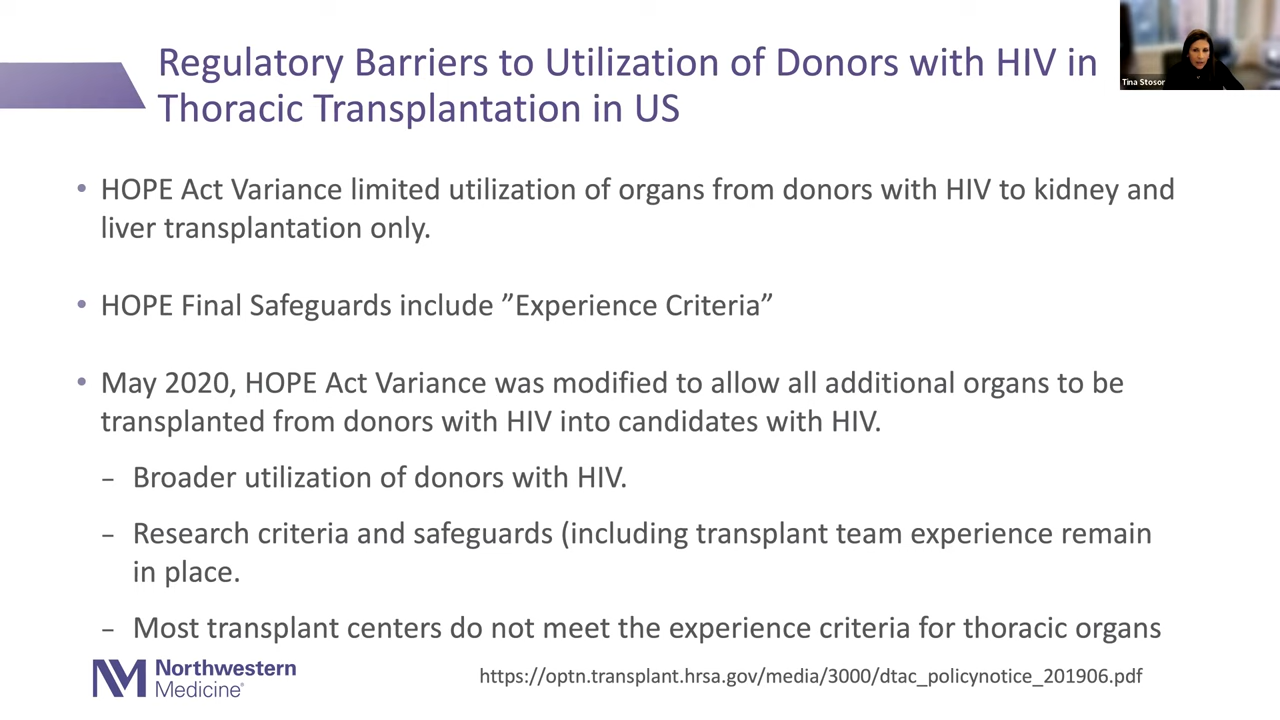 Regulatory Barriers to Utilization of Donors with HIV in
Thoracic Transplantation in US
Tina Stosor
• HOPE Act Variance limited utilization of organs from donors with HIV to kidney and
liver transplantation only.
• HOPE Final Safeguards include ”Experience Criteria”
• May 2020, HOPE Act Variance was modified to allow all additional organs to be
transplanted from donors with HIV into candidates with HIV.
– Broader utilization of donors with HIV.
– Research criteria and safeguards (including transplant team experience remain
in place.
– Most transplant centers do not meet the experience criteria for thoracic organs
NM Northwestern
Medicine®
https://optn.transplant.hrsa.gov/media/3000/dtac_policynotice_201906.pdf